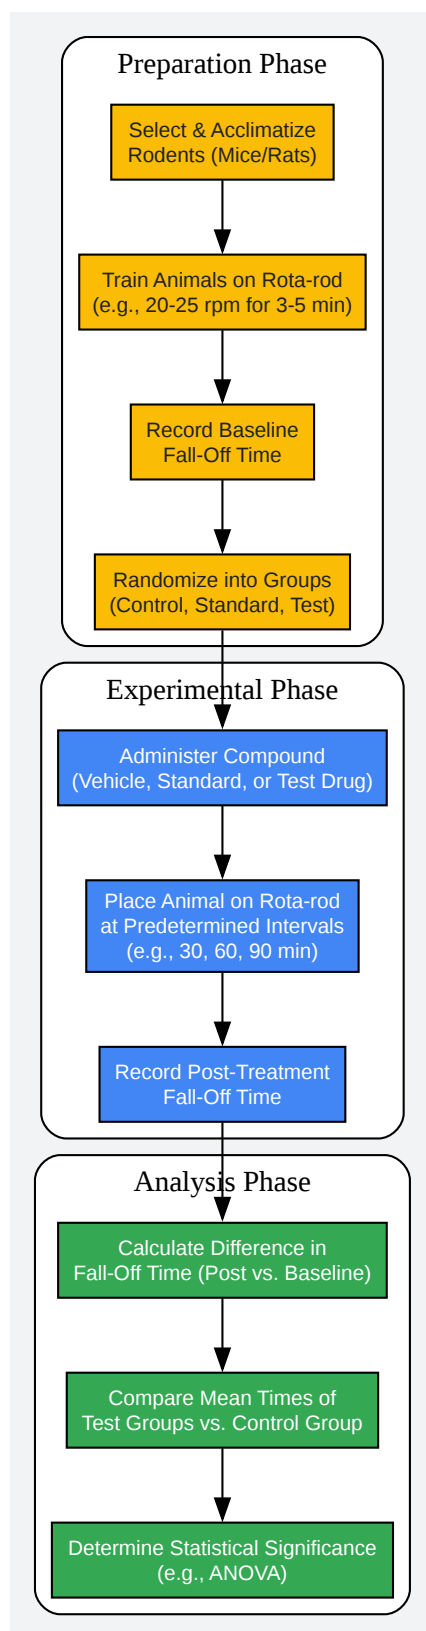 Preparation Phase
Select & Acclimatize
Rodents (Mice/Rats)
Train Animals on Rota-rod
(e.g., 20-25 rpm for 3-5 min)
Record Baseline
Fall-Off Time
Randomize into Groups
(Control, Standard, Test)
Experimental Phase
Administer Compound
(Vehicle, Standard, or Test Drug)
Place Animal on Rota-rod
at Predetermined Intervals
(e.g., 30, 60, 90 min)
Record Post-Treatment
Fall-Off Time
Analysis Phase
Calculate Difference in
Fall-Off Time (Post vs. Baseline)
Compare Mean Times of
Test Groups vs. Control Group
Determine Statistical Significance
(e.g., ANOVA)